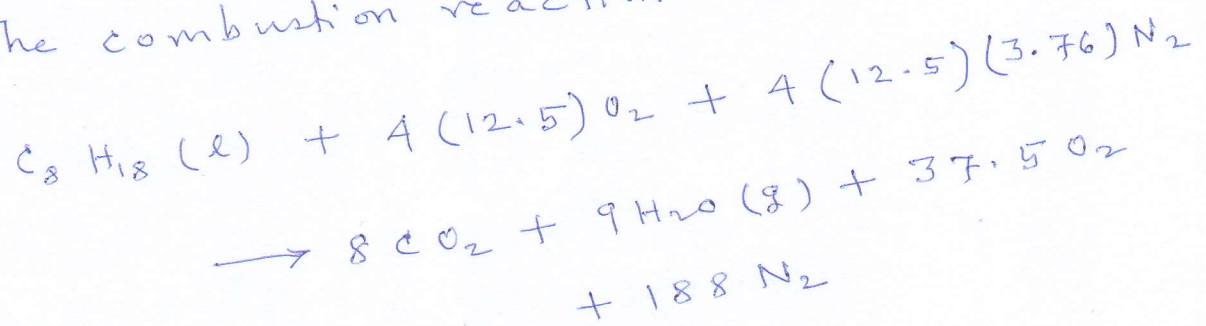 he combustion
C8 H18 (l) + 4 (12.5) O2 + 4 (12.5) (3.76) N2
→ 8 CO2 + 9 H2O (g) + 37.5 O2
+ 188 N2